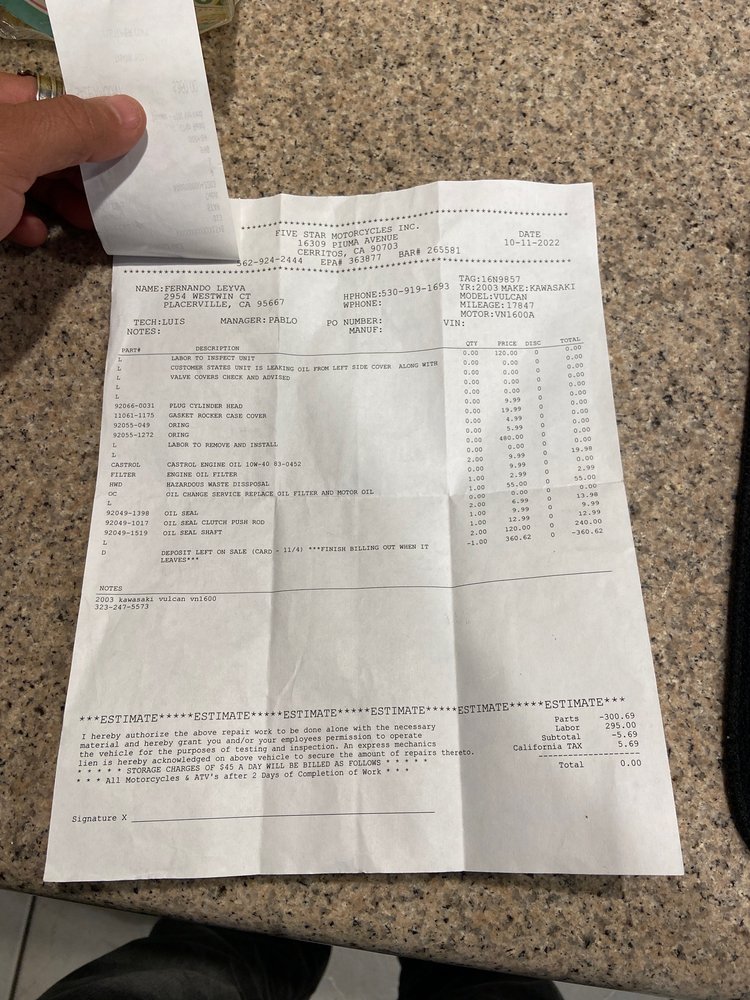 FIVE STAR MOTORCYCLES INC.
16309 PIUMA AVENUE
CERRITOS, CA 90703
562-924-2444 EPA# 363877 BAR# 265581
DATE
10-11-2022
NAME:FERNANDO LEYVA
2954 WESTWIN CT
PLACERVILLE, CA 95667
HPHONE:530-919-1693
WPHONE:
TAG:16N9857
YR:2003 MAKE:KAWASAKI
MODEL:VULCAN
MILEAGE:17847
MOTOR:VN1600A
TECH:LUIS MANAGER:PABLO PO NUMBER: VIN:
NOTES: MANUF:
PART# DESCRIPTION QTY PRICE DISC TOTAL
L LABOR TO INSPECT UNIT 0.00 120.00 0 0.00
L CUSTOMER STATES UNIT IS LEAKING OIL FROM LEFT SIDE COVER ALONG WITH 0.00 0.00 0 0.00
L VALVE COVERS CHECK AND ADVISED 0.00 0.00 0 0.00
L 0.00 0.00 0 0.00
L 0.00 0.00 0 0.00
92066-0031 PLUG CYLINDER HEAD 0.00 9.99 0 0.00
11061-1175 GASKET ROCKER CASE COVER 0.00 19.99 0 0.00
92055-049 ORING 0.00 4.99 0 0.00
92055-1272 ORING 0.00 5.99 0 0.00
L LABOR TO REMOVE AND INSTALL 0.00 480.00 0 0.00
L 0.00 0.00 0 0.00
CASTROL CASTROL ENGINE OIL 10W-40 83-0452 2.00 9.99 0 19.98
FILTER ENGINE OIL FILTER 0.00 9.99 0 0.00
HWD HAZARDOUS WASTE DISSPOSAL 1.00 2.99 0 2.99
OC OIL CHANGE SERVICE REPLACE OIL FILTER AND MOTOR OIL 1.00 55.00 0 55.00
L 0.00 0.00 0 0.00
92049-1398 OIL SEAL 2.00 6.99 0 13.98
92049-1017 OIL SEAL CLUTCH PUSH ROD 1.00 9.99 0 9.99
92049-1519 OIL SEAL SHAFT 1.00 12.99 0 12.99
L 2.00 120.00 0 240.00
D DEPOSIT LEFT ON SALE (CARD - 11/4) ***FINISH BILLING OUT WHEN IT -1.00 360.62 0 -360.62
LEAVES***
NOTES
2003 kawasaki vulcan vn1600
323-247-5573
***ESTIMATE*****ESTIMATE*****ESTIMATE*****ESTIMATE*****ESTIMATE*****ESTIMATE***
I hereby authorize the above repair work to be done alone with the necessary
material and hereby grant you and/or your employees permission to operate
the vehicle for the purposes of testing and inspection. An express mechanics
lien is hereby acknowledged on above vehicle to secure the amount of repairs thereto.
* * * * * STORAGE CHARGES OF $45 A DAY WILL BE BILLED AS FOLLOWS * * * * *
* * * All Motorcycles & ATV's after 2 Days of Completion of Work * * *
Parts -300.69
Labor 295.00
Subtotal -5.69
California TAX 5.69
Total 0.00
Signature X